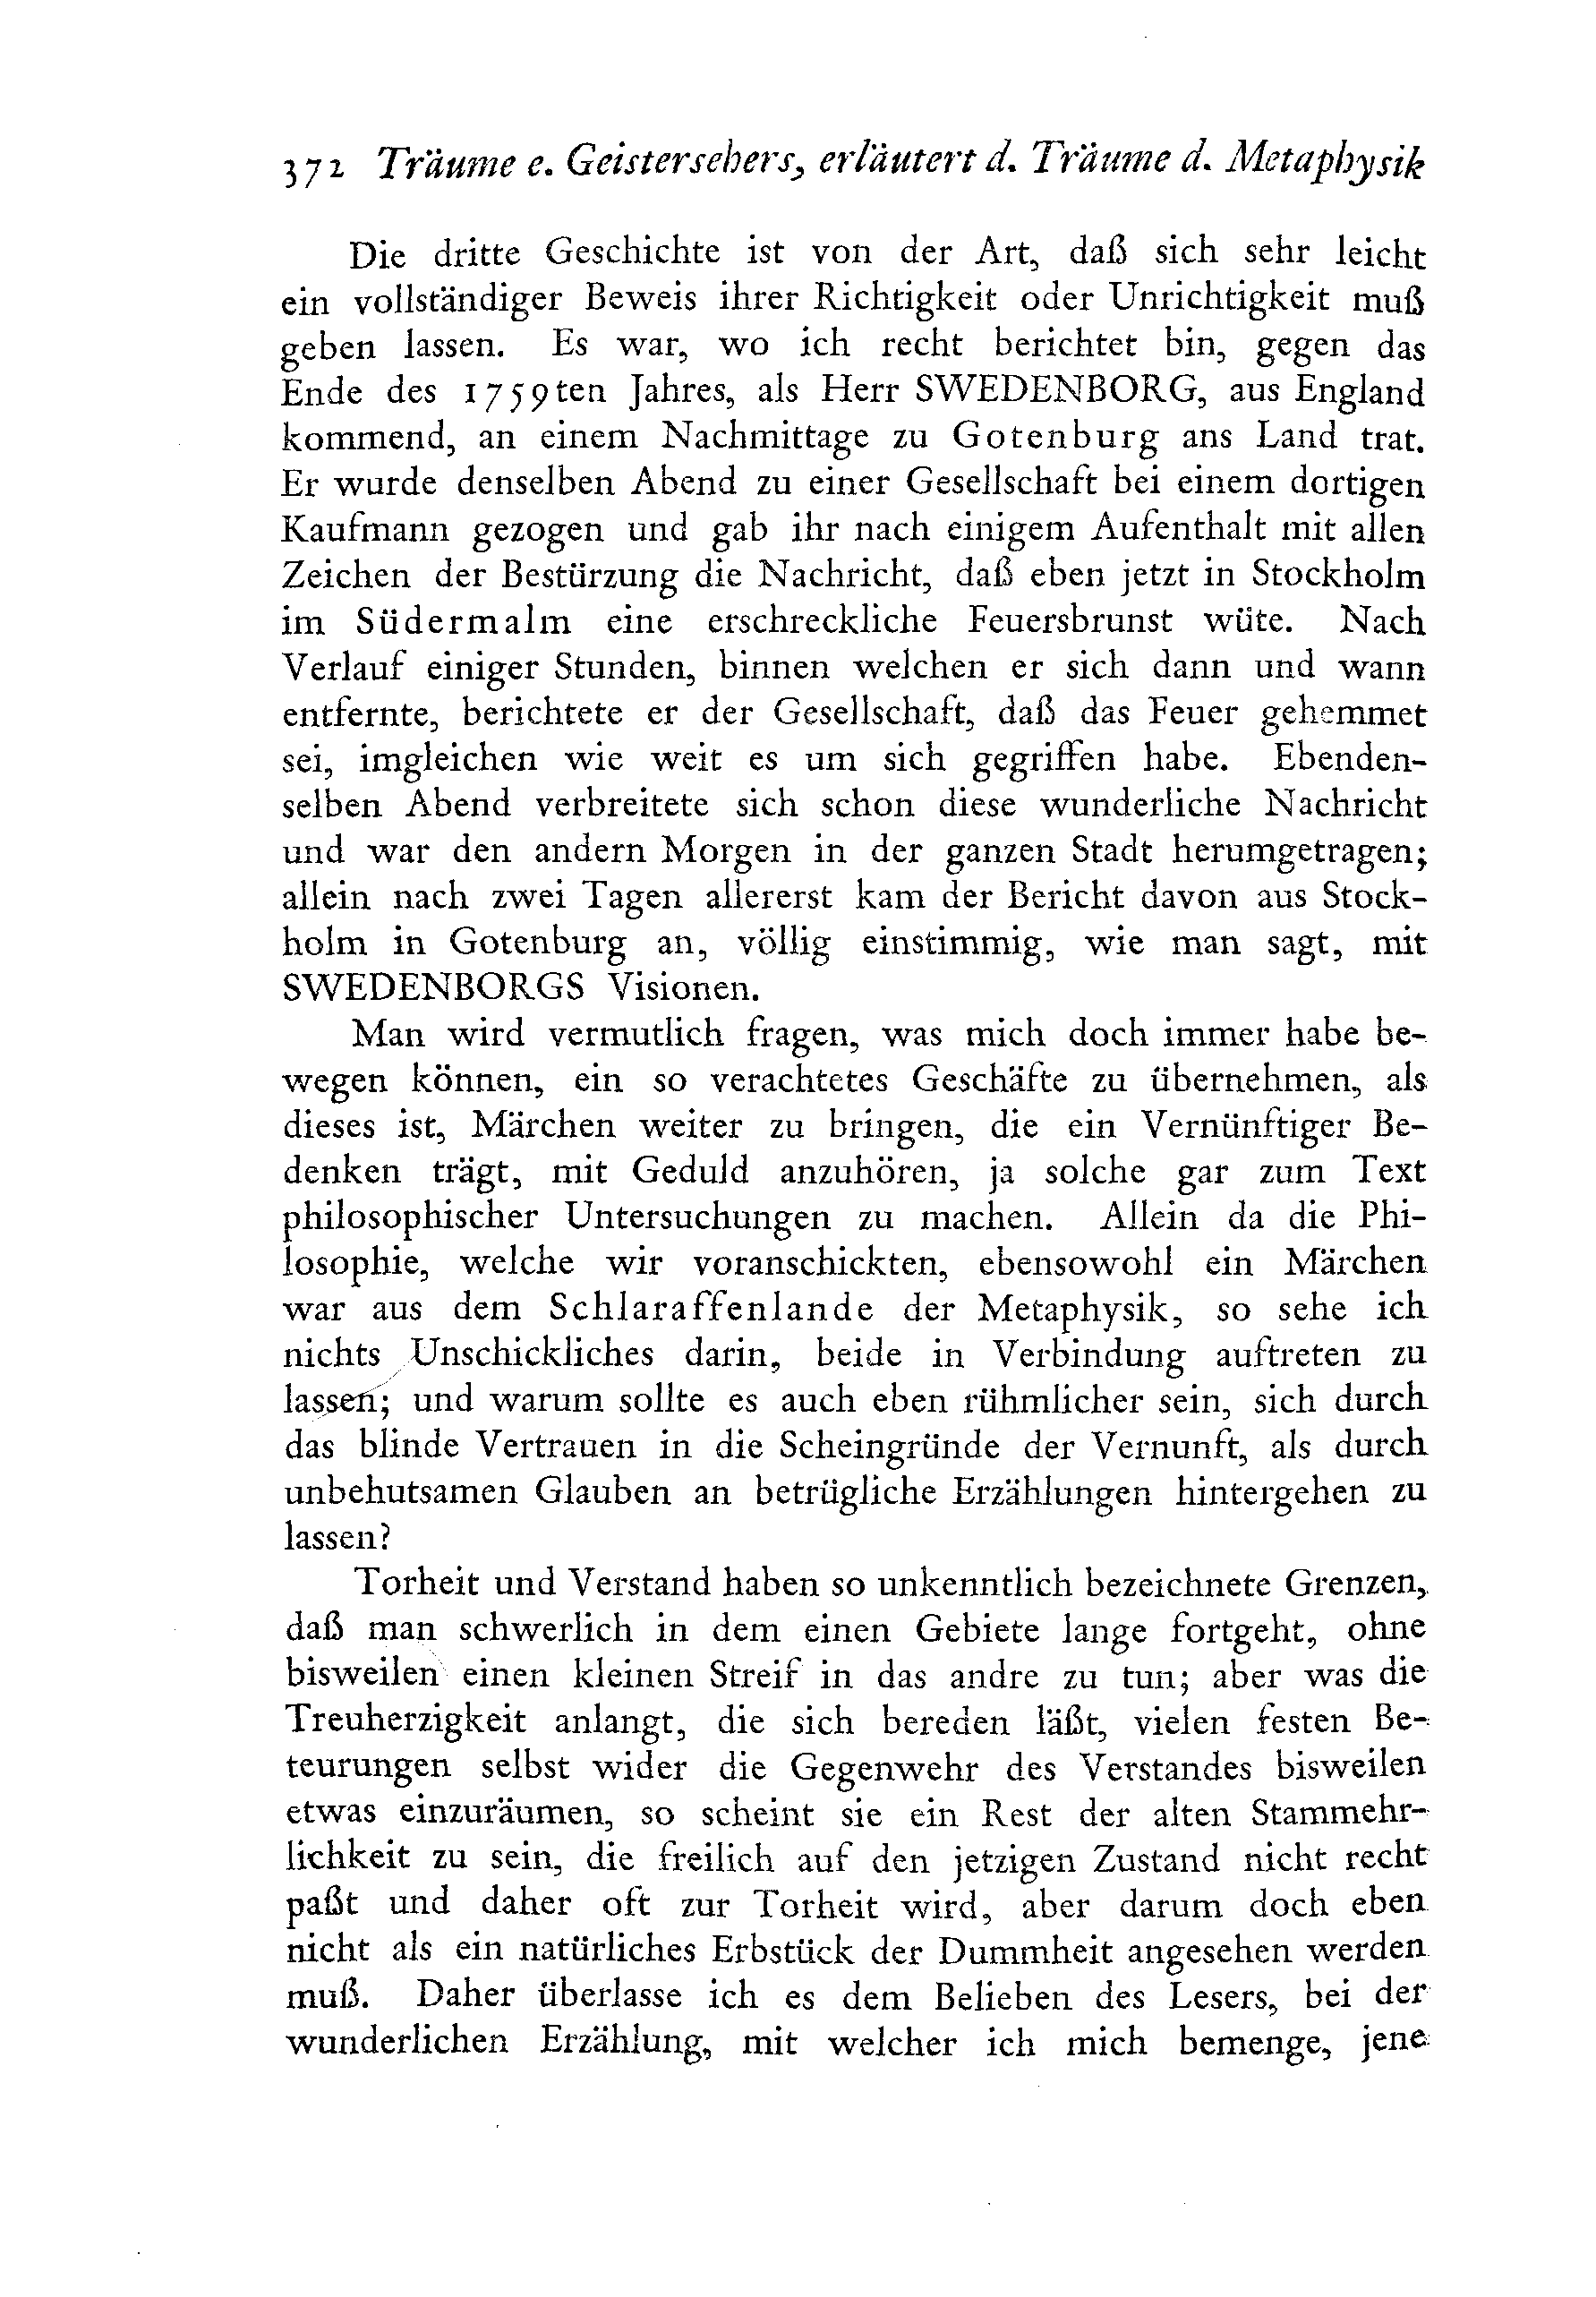 372 Träume e. Geistersehers, erläutert d. Träume d. Metaphysik
Die dritte Geschichte ist von der Art, daß sich sehr leicht
ein vollständiger Beweis ihrer Richtigkeit oder Unrichtigkeit muß
geben lassen. Es war, wo ich recht berichtet bin, gegen das
Ende des 1759ten Jahres, als Herr SWEDENBORG, aus England
kommend, an einem Nachmittage zu Gotenburg ans Land trat.
Er wurde denselben Abend zu einer Gesellschaft bei einem dortigen
Kaufmann gezogen und gab ihr nach einigem Aufenthalt mit allen
Zeichen der Bestürzung die Nachricht, daß eben jetzt in Stockholm
im Südermalm eine erschreckliche Feuersbrunst wüte. Nach
Verlauf einiger Stunden, binnen welchen er sich dann und wann
entfernte, berichtete er der Gesellschaft, daß das Feuer gehemmet
sei, imgleichen wie weit es um sich gegriffen habe. Ebenden-
selben Abend verbreitete sich schon diese wunderliche Nachricht
und war den andern Morgen in der ganzen Stadt herumgetragen;
allein nach zwei Tagen allererst kam der Bericht davon aus Stock-
holm in Gotenburg an, völlig einstimmig, wie man sagt, mit
SWEDENBORGS Visionen.
Man wird vermutlich fragen, was mich doch immer habe be-
wegen können, ein so verachtetes Geschäfte zu übernehmen, als
dieses ist, Märchen weiter zu bringen, die ein Vernünftiger Be-
denken trägt, mit Geduld anzuhören, ja solche gar zum Text
philosophischer Untersuchungen zu machen. Allein da die Phi-
losophie, welche wir voranschickten, ebensowohl ein Märchen
war aus dem Schlaraffenlande der Metaphysik, so sehe ich
nichts Unschickliches darin, beide in Verbindung auftreten zu
lassen; und warum sollte es auch eben rühmlicher sein, sich durch
das blinde Vertrauen in die Scheingründe der Vernunft, als durch
unbehutsamen Glauben an betrügliche Erzählungen hintergehen zu
lassen?
Torheit und Verstand haben so unkenntlich bezeichnete Grenzen,
daß man schwerlich in dem einen Gebiete lange fortgeht, ohne
bisweilen einen kleinen Streif in das andre zu tun; aber was die
Treuherzigkeit anlangt, die sich bereden läßt, vielen festen Be-
teurungen selbst wider die Gegenwehr des Verstandes bisweilen
etwas einzuräumen, so scheint sie ein Rest der alten Stammehr-
lichkeit zu sein, die freilich auf den jetzigen Zustand nicht recht
paßt und daher oft zur Torheit wird, aber darum doch eben
nicht als ein natürliches Erbstück der Dummheit angesehen werden
muß. Daher überlasse ich es dem Belieben des Lesers, bei der
wunderlichen Erzählung, mit welcher ich mich bemenge, jene